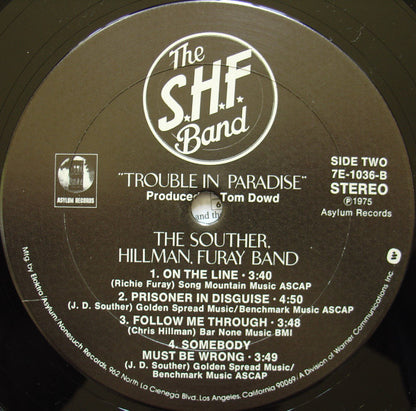 The
S.H.F
Band
ASYLUM RECORDS
SIDE TWO
7E-1036-B
STEREO
℗1975
Asylum Records
"TROUBLE IN PARADISE"
Produced Tom Dowd
and the
THE SOUTHER,
HILLMAN, FURAY BAND
1. ON THE LINE · 3:40
(Richie Furay) Song Mountain Music ASCAP
2. PRISONER IN DISGUISE · 4:50
(J. D. Souther) Golden Spread Music/Benchmark Music ASCAP
3. FOLLOW ME THROUGH · 3:48
(Chris Hillman) Bar None Music BMI
4. SOMEBODY
MUST BE WRONG · 3:49
(J. D. Souther) Golden Spread Music/
Benchmark Music ASCAP
Mfg. by Elektra/Asylum/Nonesuch Records, 962 North La Cienega Blvd., Los Angeles, California 90069 · A Division of Warner Communications Inc